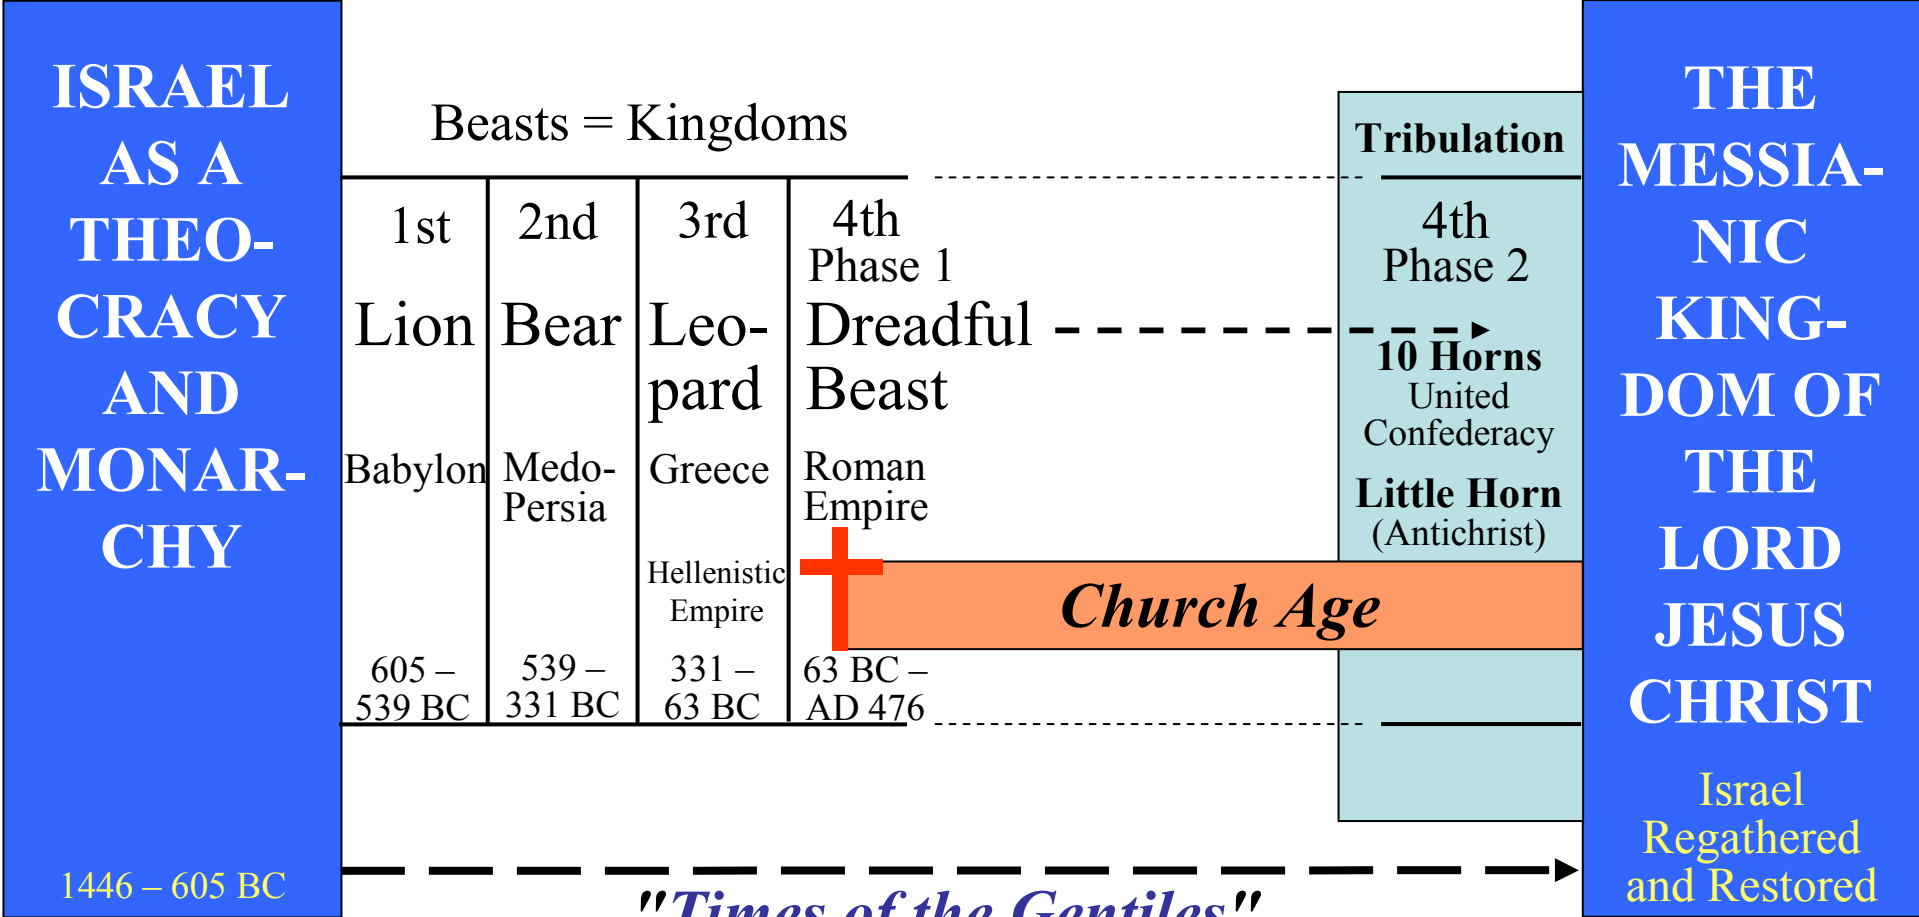 ISRAEL
AS A
THEO-
CRACY
AND
MONAR-
CHY
1446 – 605 BC
Beasts = Kingdoms
1st
Lion
Babylon
605 –
539 BC
2nd
Bear
Medo-
Persia
539 –
331 BC
3rd
Leo-
pard
Greece
Hellenistic
Empire
331 –
63 BC
4th
Phase 1
Dreadful
Beast
Roman
Empire
63 BC –
AD 476
Church Age
Tribulation
4th
Phase 2
10 Horns
United
Confederacy
Little Horn
(Antichrist)
"Times of the Gentiles"
THE
MESSIA-
NIC
KING-
DOM OF
THE
LORD
JESUS
CHRIST
Israel
Regathered
and Restored